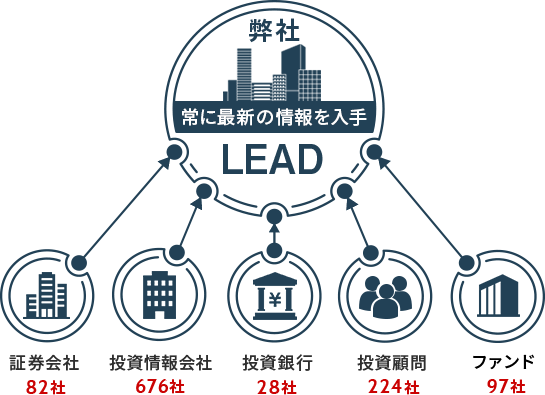 弊社
常に最新の情報を入手
LEAD
¥
証券会社
82社
投資情報会社
676社
投資銀行
28社
投資顧問
224社
ファンド
97社